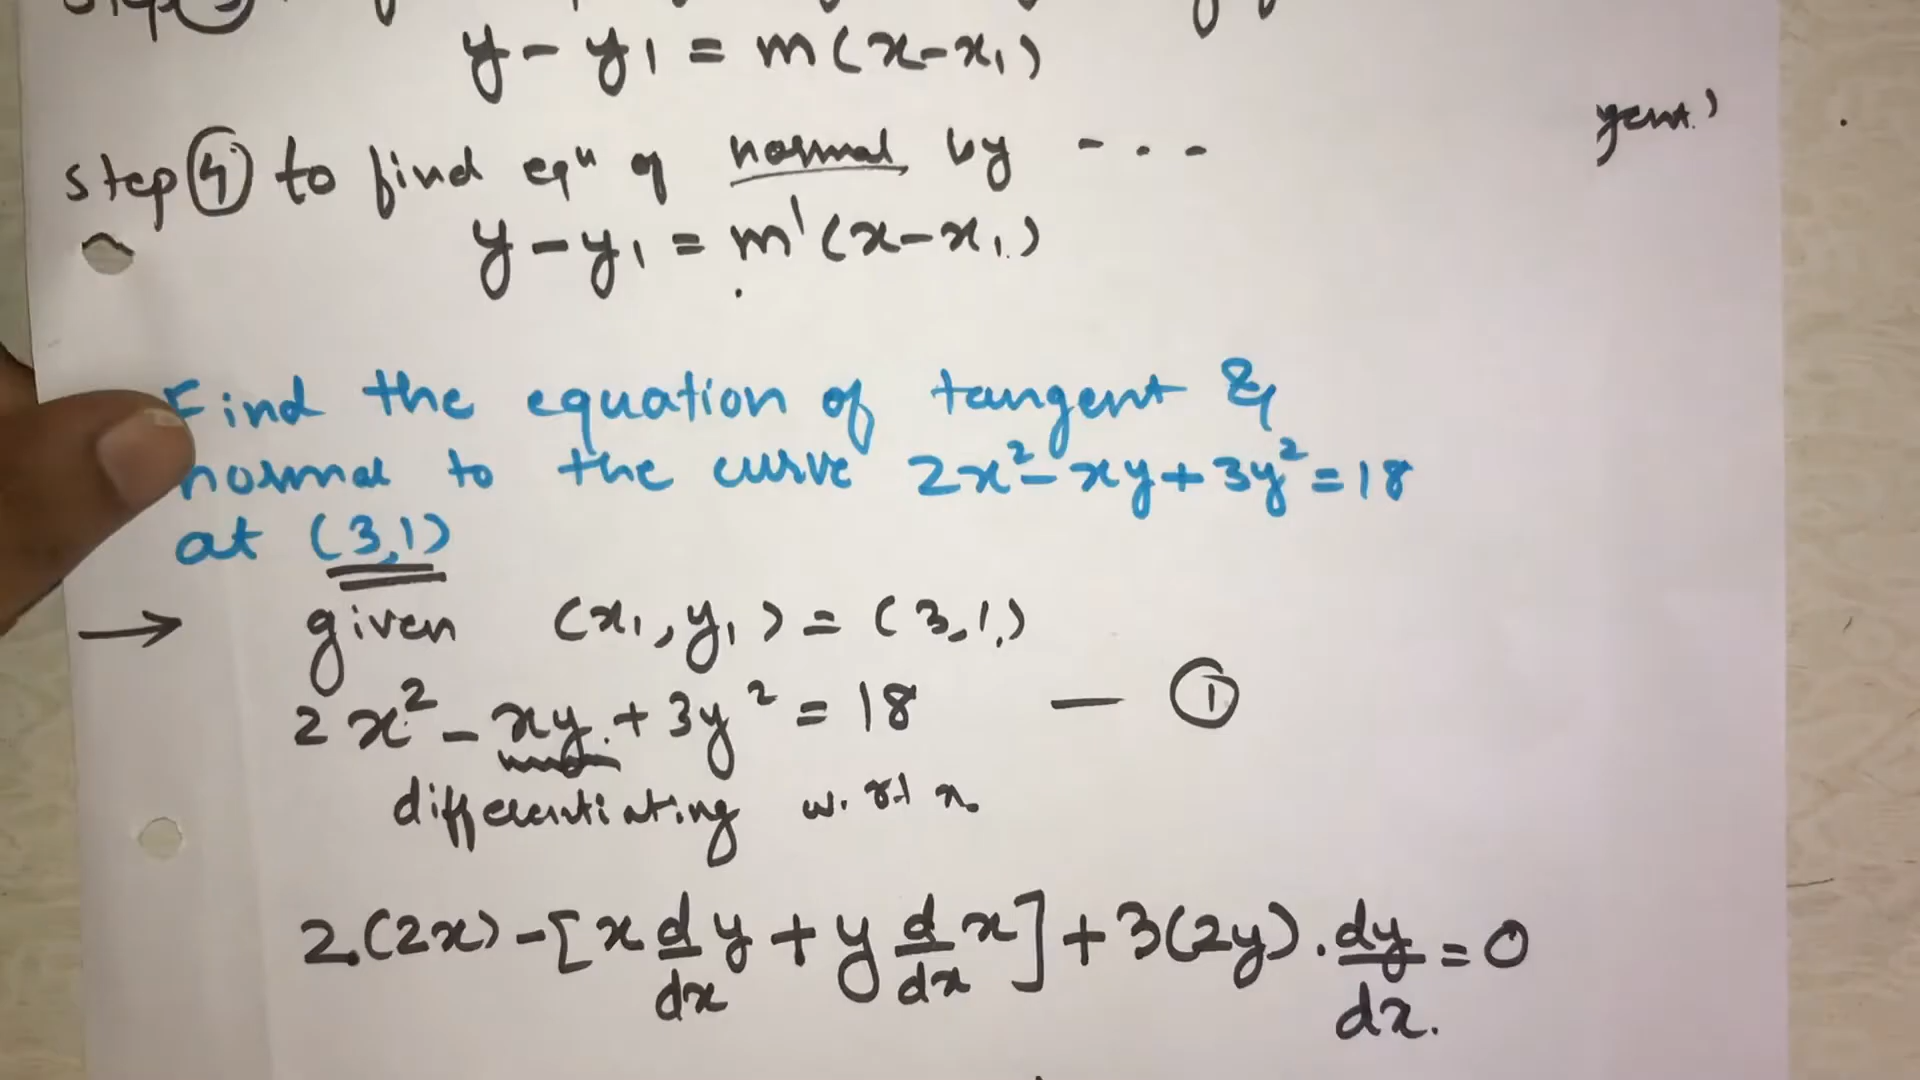 y - y₁ = m(x-x₁)
step ④ to find eqⁿ of normal by - - -
y - y₁ = m'(x-x₁)
Find the equation of tangent &
normal to the curve 2x² - xy + 3y² = 18
at (3,1)
→ given (x₁, y₁) = (3,1)
2x² - xy + 3y² = 18 — ①
differentiating w.r.t x
2.(2x) - [x d/dx y + y d/dx x] + 3(2y) . dy/dx = 0